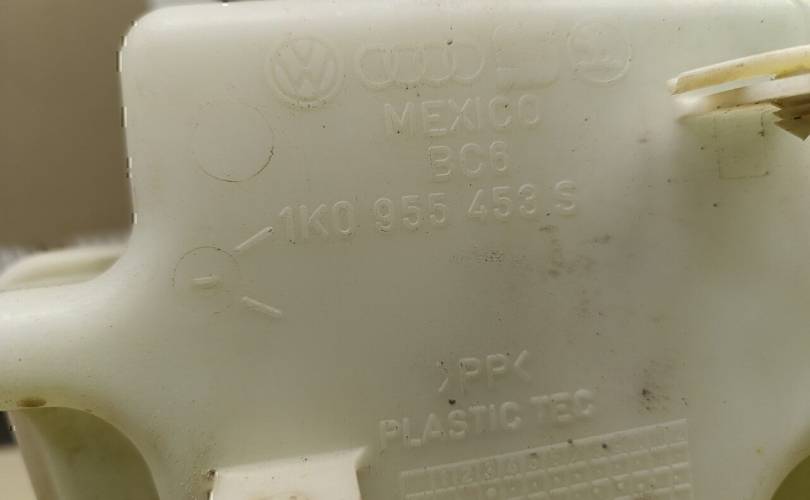 MEXICO
BC6
1K0 955 453 S
>PP<
PLASTIC TEC